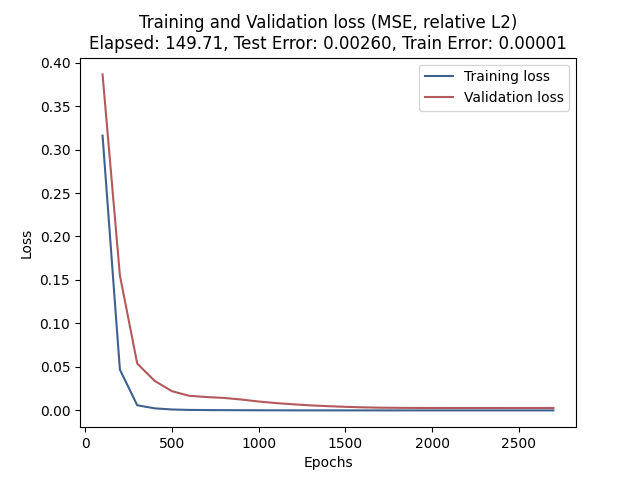 Training and Validation loss (MSE, relative L2)
Elapsed: 149.71, Test Error: 0.00260, Train Error: 0.00001
Training loss
Validation loss
0.40
0.35
0.30
0.25
0.20
0.15
0.10
0.05
0.00
Loss
0 500 1000 1500 2000 2500
Epochs